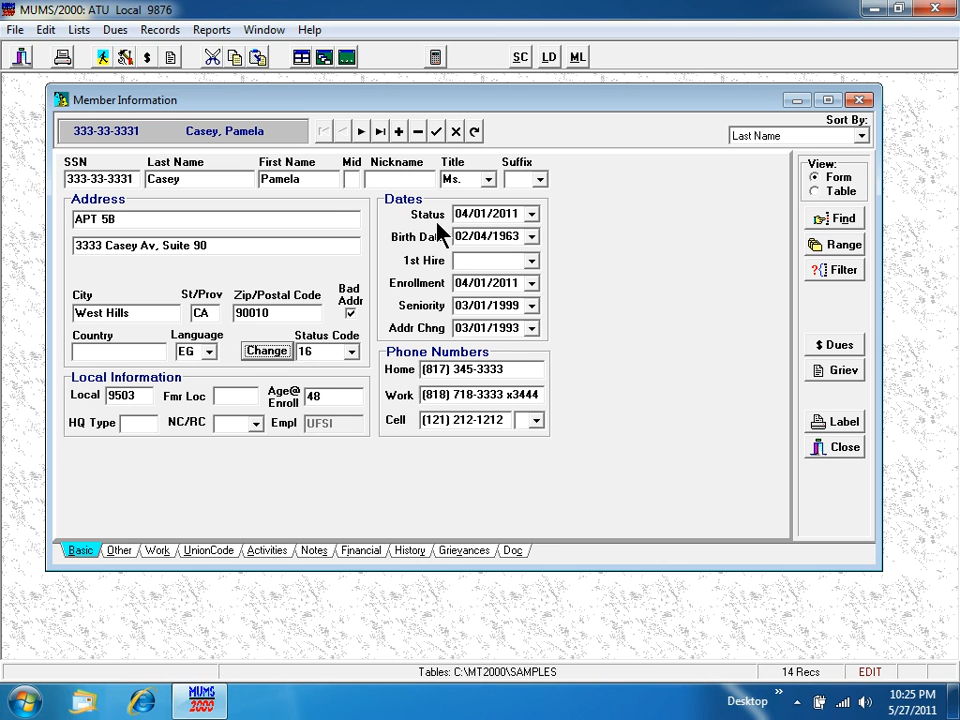 MUMS/2000: ATU Local 9876
File Edit Lists Dues Records Reports Window Help
$ SC LD ML
Member Information
333-33-3331 Casey, Pamela
Sort By:
Last Name
SSN Last Name First Name Mid Nickname Title Suffix
333-33-3331 Casey Pamela Ms.
View:
Form
Table
Find
Range
Filter
$ Dues
Griev
Label
Close
Address
APT 5B
3333 Casey Av, Suite 90
City St/Prov Zip/Postal Code Bad Addr
West Hills CA 90010
Country Language Status Code
EG Change 16
Dates
Status 04/01/2011
Birth Dat 02/04/1963
1st Hire
Enrollment 04/01/2011
Seniority 03/01/1999
Addr Chng 03/01/1993
Local Information
Local 9503 Fmr Loc Age@ Enroll 48
HQ Type NC/RC Empl UFSI
Phone Numbers
Home (817) 345-3333
Work (818) 718-3333 x3444
Cell (121) 212-1212
Basic Other Work UnionCode Activities Notes Financial History Grievances Doc
Tables: C:\MT2000\SAMPLES 14 Recs EDIT
MUMS
2000
Desktop
10:25 PM
5/27/2011